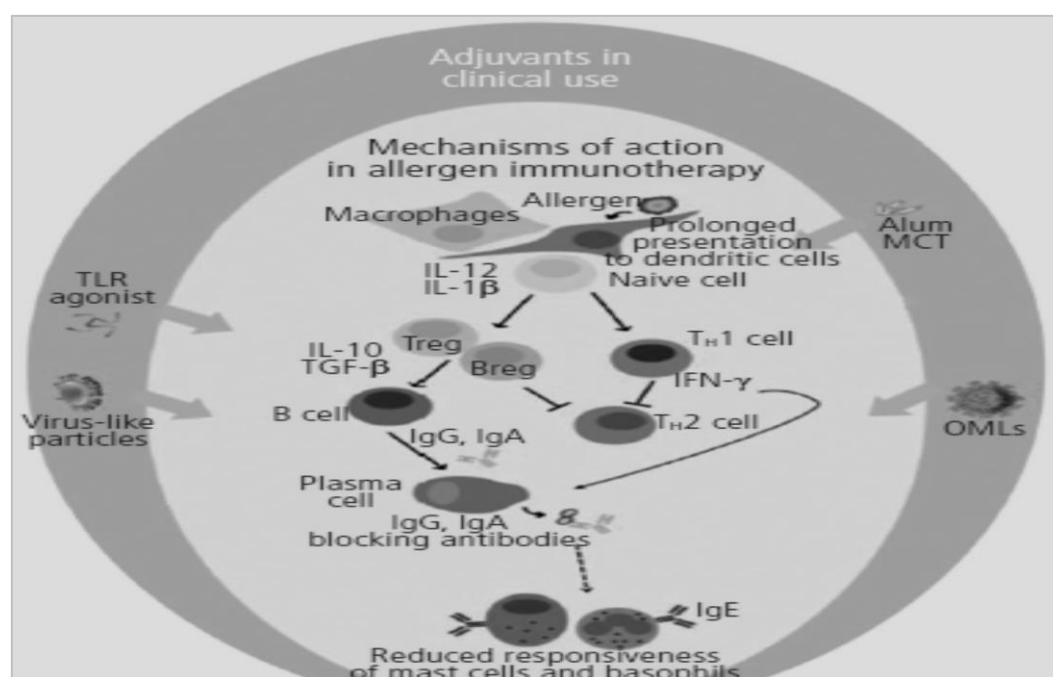 Adjuvants in
clinical use
Mechanisms of action
in allergen immunotherapy
Allergen
Macrophages
Prolonged
presentation
to dendritic cells
Alum
MCT
IL-12
IL-1β
Naive cell
TLR
agonist
Treg
Breg
IL-10
TGF-β
TH1 cell
IFN-γ
B cell
TH2 cell
Virus-like
particles
OMLs
IgG, IgA
Plasma
cell
IgG, IgA
blocking antibodies
IgE
Reduced responsiveness
of mast cells and basophils